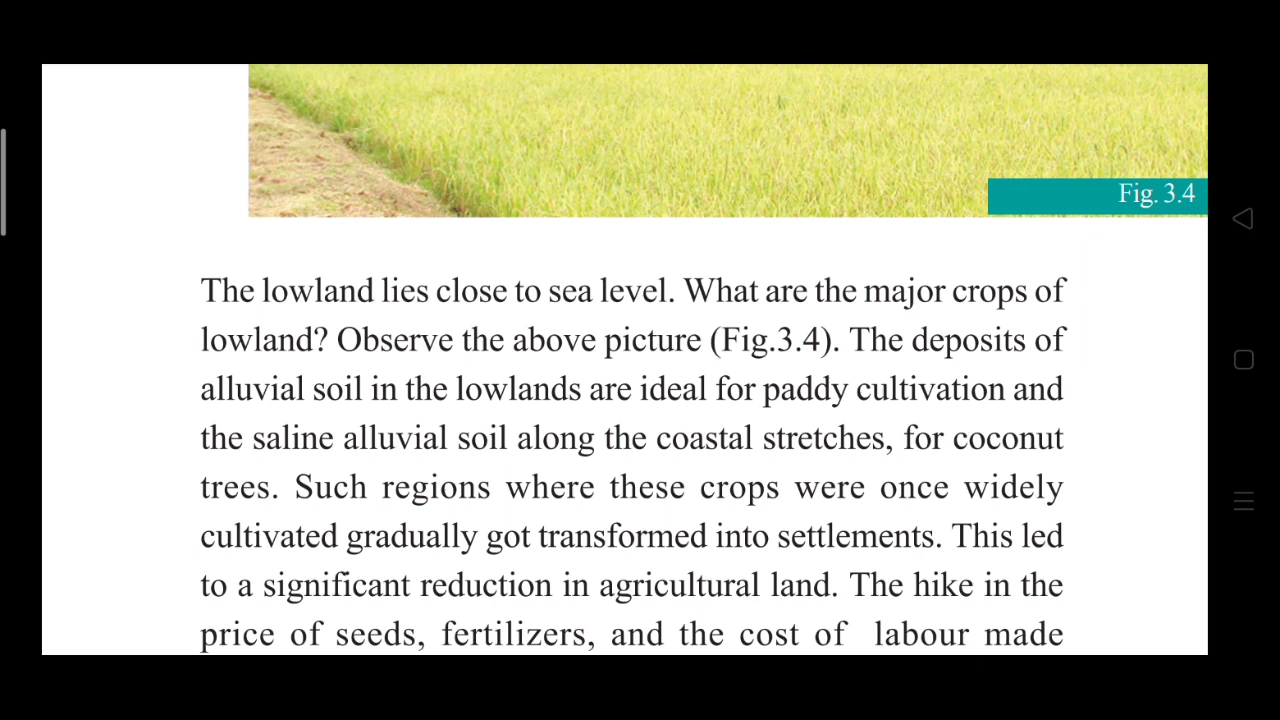 Fig. 3.4
The lowland lies close to sea level. What are the major crops of
lowland? Observe the above picture (Fig.3.4). The deposits of
alluvial soil in the lowlands are ideal for paddy cultivation and
the saline alluvial soil along the coastal stretches, for coconut
trees. Such regions where these crops were once widely
cultivated gradually got transformed into settlements. This led
to a significant reduction in agricultural land. The hike in the
price of seeds, fertilizers, and the cost of labour made